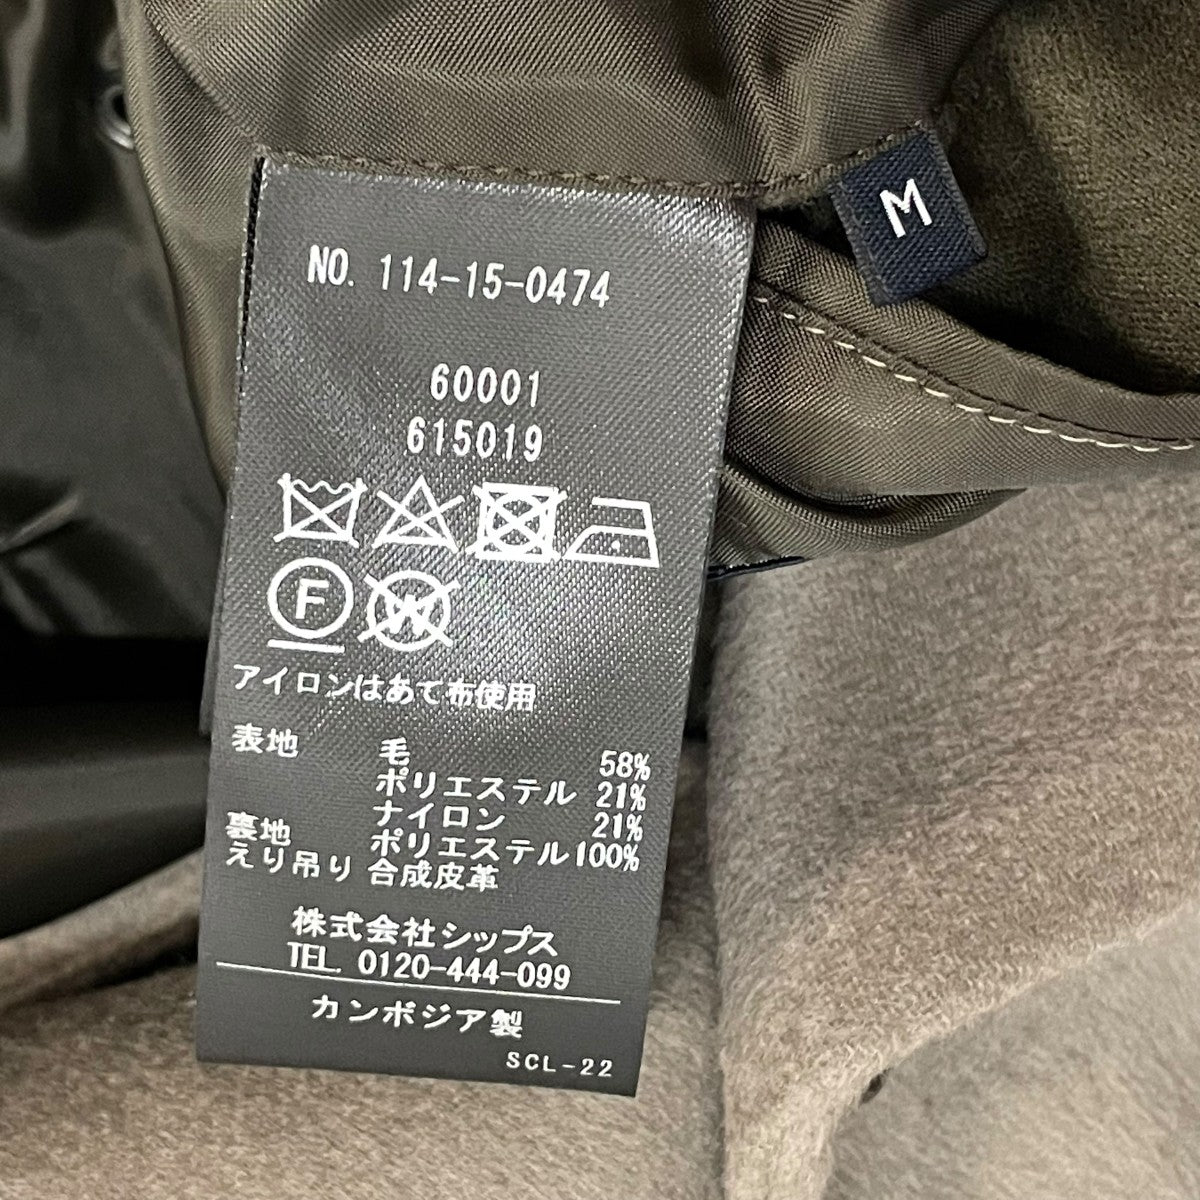 M
NO. 114-15-0474
60001
615019
F W
アイロンはあて布使用
表地 毛 58%
ポリエステル 21%
ナイロン 21%
裏地 ポリエステル100%
えり吊り 合成皮革
株式会社シップス
TEL. 0120-444-099
カンボジア製
SCL-22